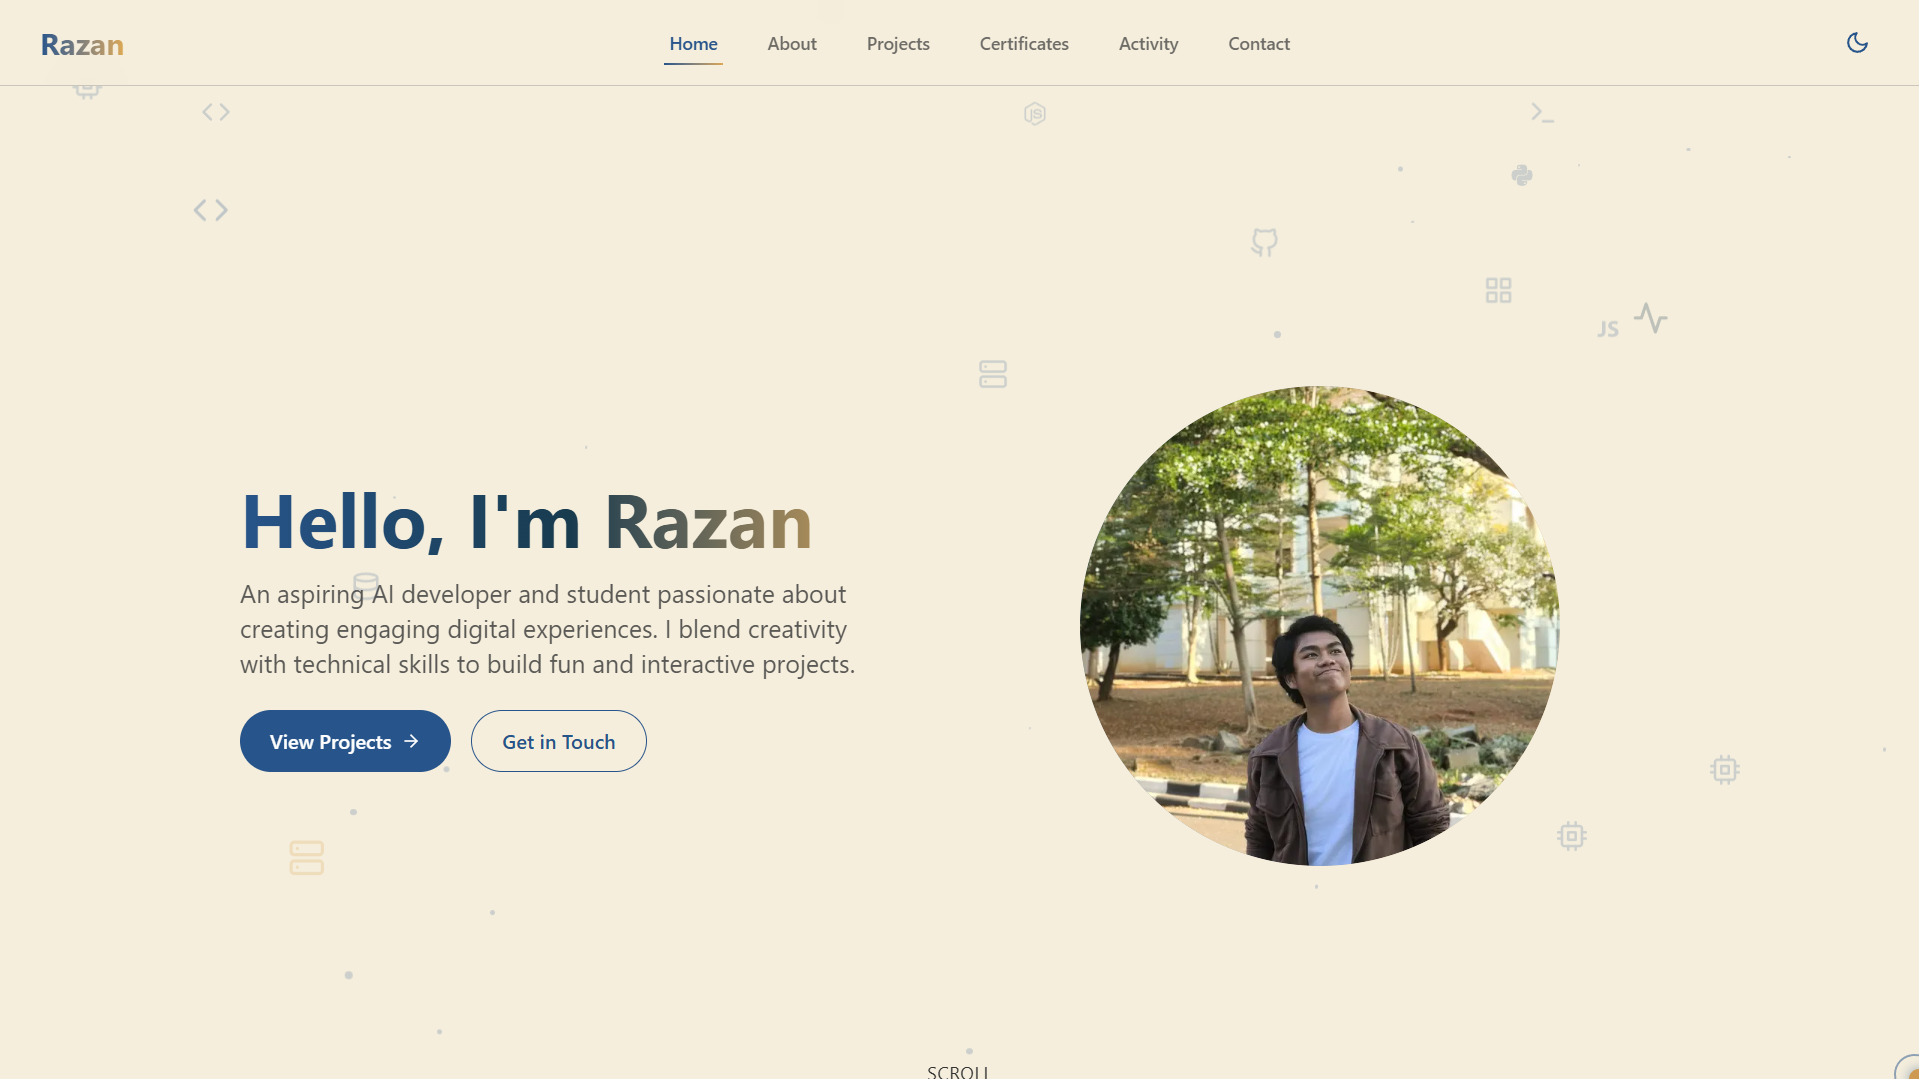 Razan
Home
About
Projects
Certificates
Activity
Contact
JS
JS
Hello, I'm Razan
An aspiring AI developer and student passionate about
creating engaging digital experiences. I blend creativity
with technical skills to build fun and interactive projects.
View Projects
Get in Touch
SCROLL